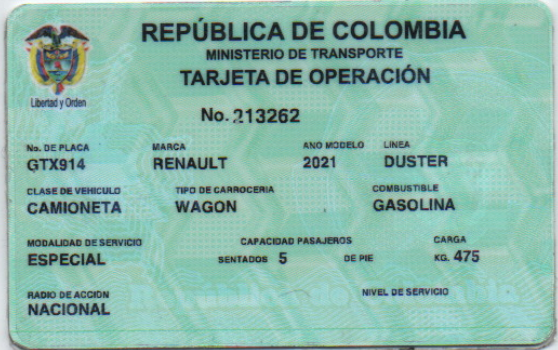 REPÚBLICA DE COLOMBIA
MINISTERIO DE TRANSPORTE
TARJETA DE OPERACIÓN
Libertad y Orden
No. 213262
No. DE PLACA MARCA ANO MODELO LINEA
GTX914 RENAULT 2021 DUSTER
CLASE DE VEHICULO TIPO DE CARROCERIA COMBUSTIBLE
CAMIONETA WAGON GASOLINA
MODALIDAD DE SERVICIO CAPACIDAD PASAJEROS CARGA
ESPECIAL SENTADOS 5 DE PIE KG. 475
RADIO DE ACCION NIVEL DE SERVICIO
NACIONAL